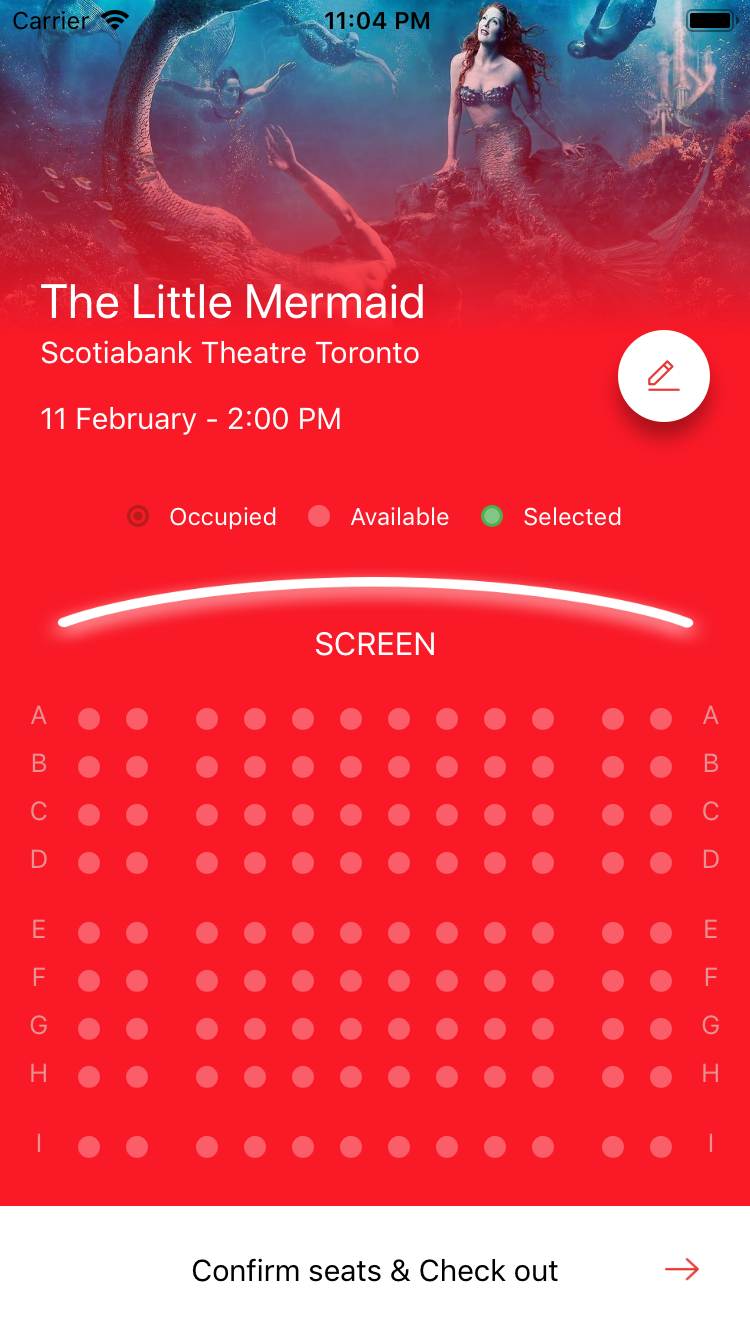 Carrier 11:04 PM
The Little Mermaid
Scotiabank Theatre Toronto
11 February - 2:00 PM
Occupied Available Selected
SCREEN
A A
B B
C C
D D
E E
F F
G G
H H
I I
Confirm seats & Check out